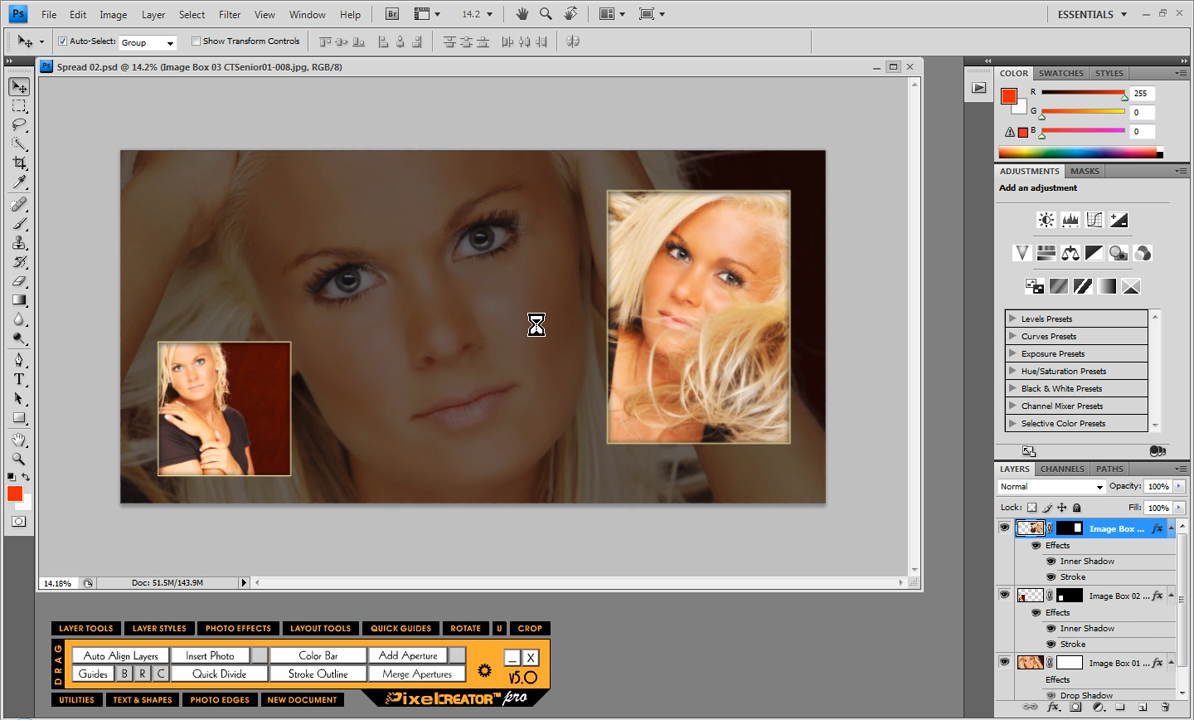 Ps File Edit Image Layer Select Filter View Window Help Br 14.2 ESSENTIALS
Auto-Select: Group Show Transform Controls
Ps Spread 02.psd @ 14.2% (Image Box 03 CTSenior01-008.jpg, RGB/8)
COLOR SWATCHES STYLES
R 255
G 0
B 0
ADJUSTMENTS MASKS
Add an adjustment
Levels Presets
Curves Presets
Exposure Presets
Hue/Saturation Presets
Black & White Presets
Channel Mixer Presets
Selective Color Presets
LAYERS CHANNELS PATHS
Normal Opacity: 100%
Lock: Fill: 100%
Image Box ... fx
Effects
Inner Shadow
Stroke
Image Box 02 ... fx
Effects
Inner Shadow
Stroke
Image Box 01 ... fx
Effects
Drop Shadow
14.18% Doc: 51.5M/143.9M
LAYER TOOLS LAYER STYLES PHOTO EFFECTS LAYOUT TOOLS QUICK GUIDES ROTATE U CROP
DRAG
Auto Align Layers Insert Photo Color Bar Add Aperture _ X
Guides B R C Quick Divide Stroke Outline Merge Apertures v5.0
UTILITIES TEXT & SHAPES PHOTO EDGES NEW DOCUMENT PixelCREATOR™ pro